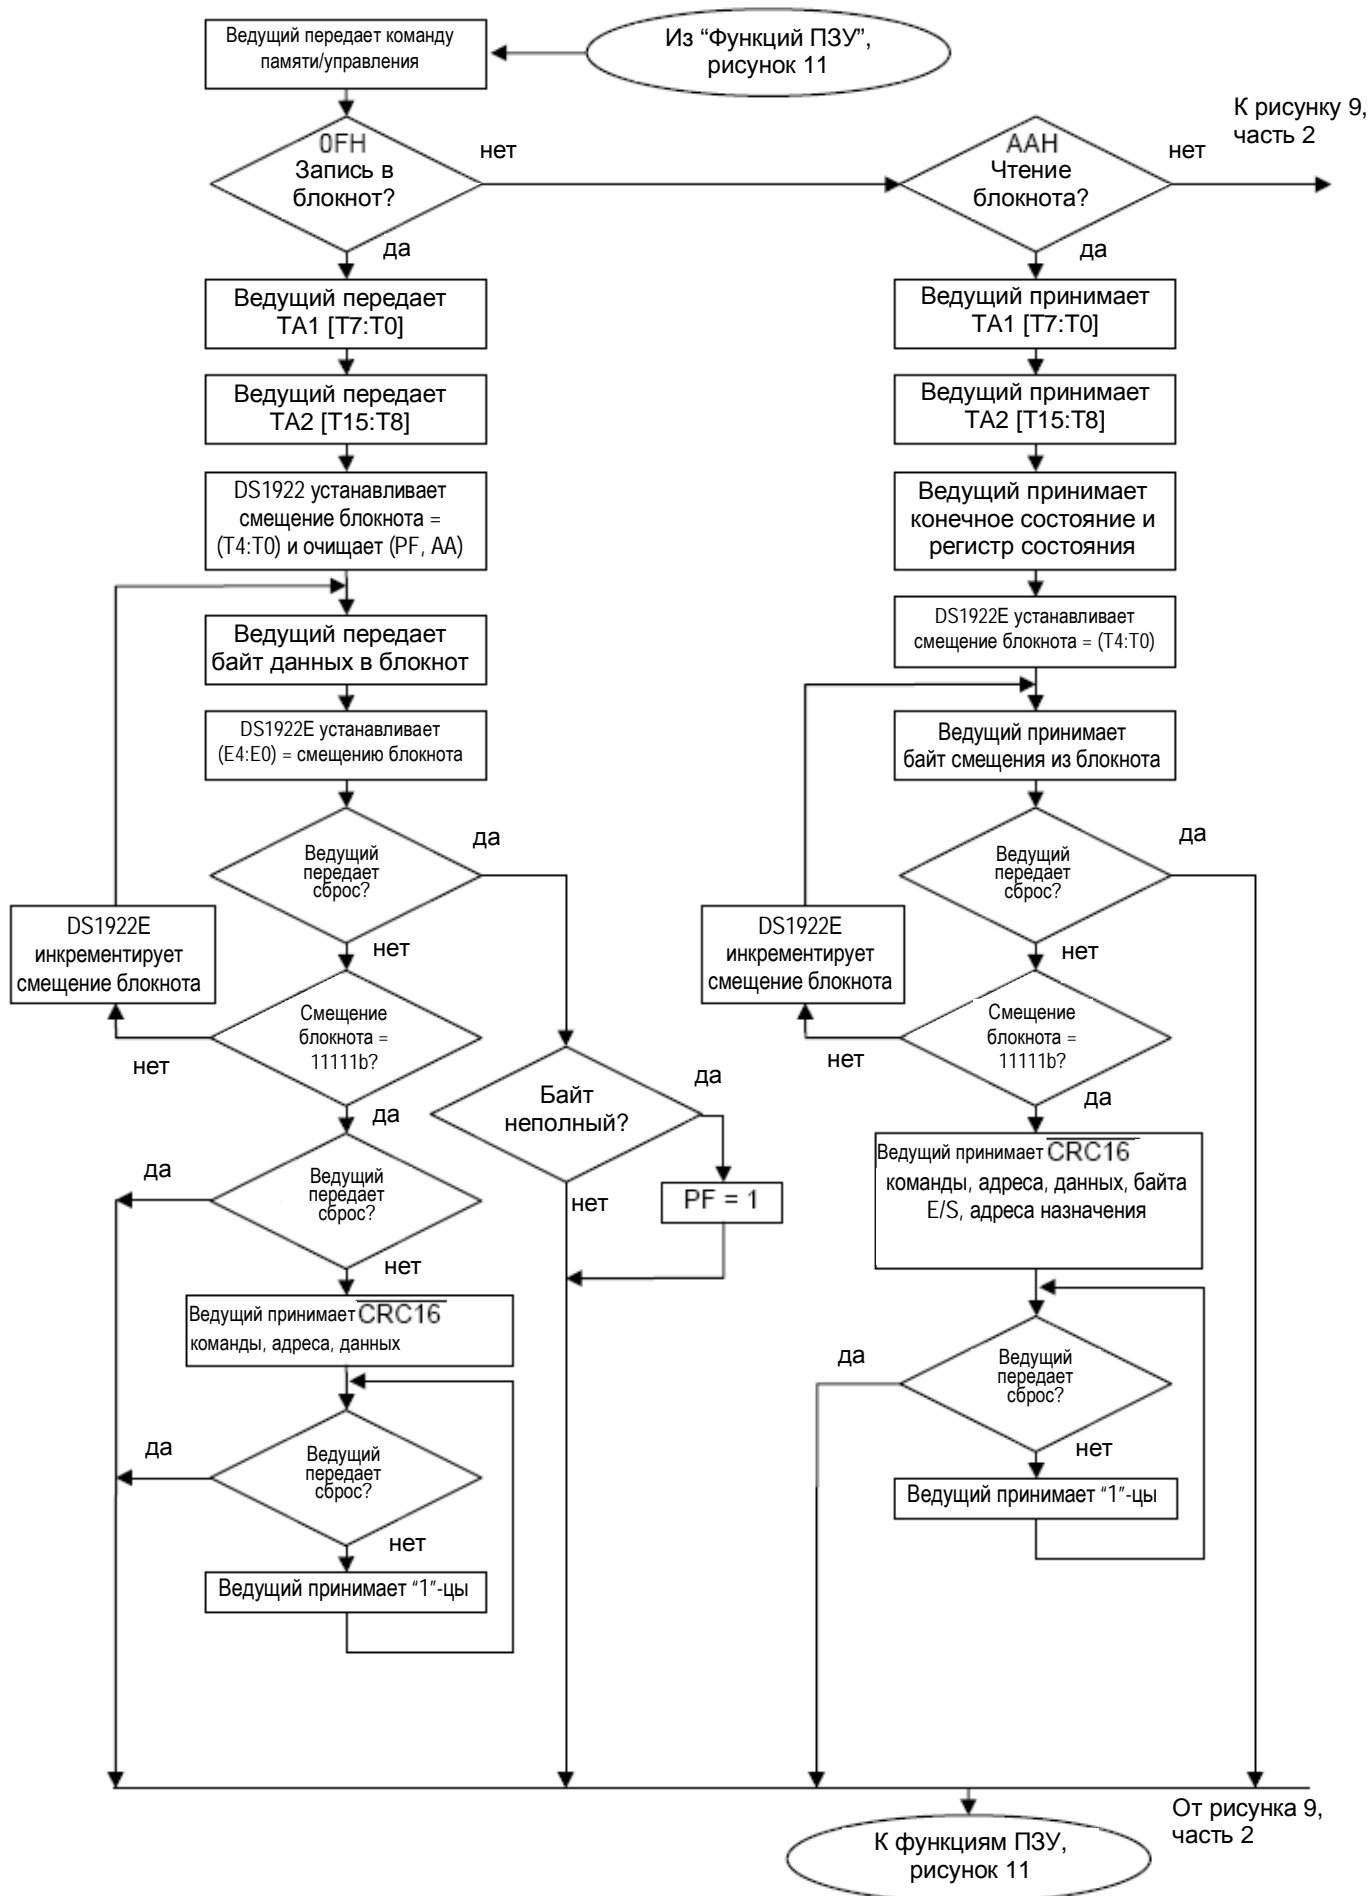 Ведущий передает команду
памяти/управления
Из “Функций ПЗУ”,
рисунок 11
К рисунку 9,
часть 2
0FH
Запись в
блокнот?
нет
да
AAH
Чтение
блокнота?
нет
да
Ведущий передает
TA1 [T7:T0]
Ведущий передает
TA2 [T15:T8]
DS1922 устанавливает
смещение блокнота =
(T4:T0) и очищает (PF, AA)
Ведущий передает
байт данных в блокнот
DS1922E устанавливает
(E4:E0) = смещению блокнота
Ведущий
передает
сброс?
да
нет
DS1922E
инкрементирует
смещение блокнота
Смещение
блокнота =
11111b?
нет
да
Байт
неполный?
да
нет
PF = 1
Ведущий
передает
сброс?
да
нет
Ведущий принимает CRC16
команды, адреса, данных
Ведущий
передает
сброс?
да
нет
Ведущий принимает “1”-цы
Ведущий принимает
TA1 [T7:T0]
Ведущий принимает
TA2 [T15:T8]
Ведущий принимает
конечное состояние и
регистр состояния
DS1922E устанавливает
смещение блокнота = (T4:T0)
Ведущий принимает
байт смещения из блокнота
Ведущий
передает
сброс?
да
нет
DS1922E
инкрементирует
смещение блокнота
Смещение
блокнота =
11111b?
нет
да
Ведущий принимает CRC16
команды, адреса, данных, байта
E/S, адреса назначения
Ведущий
передает
сброс?
да
нет
Ведущий принимает “1”-цы
От рисунка 9,
часть 2
К функциям ПЗУ,
рисунок 11